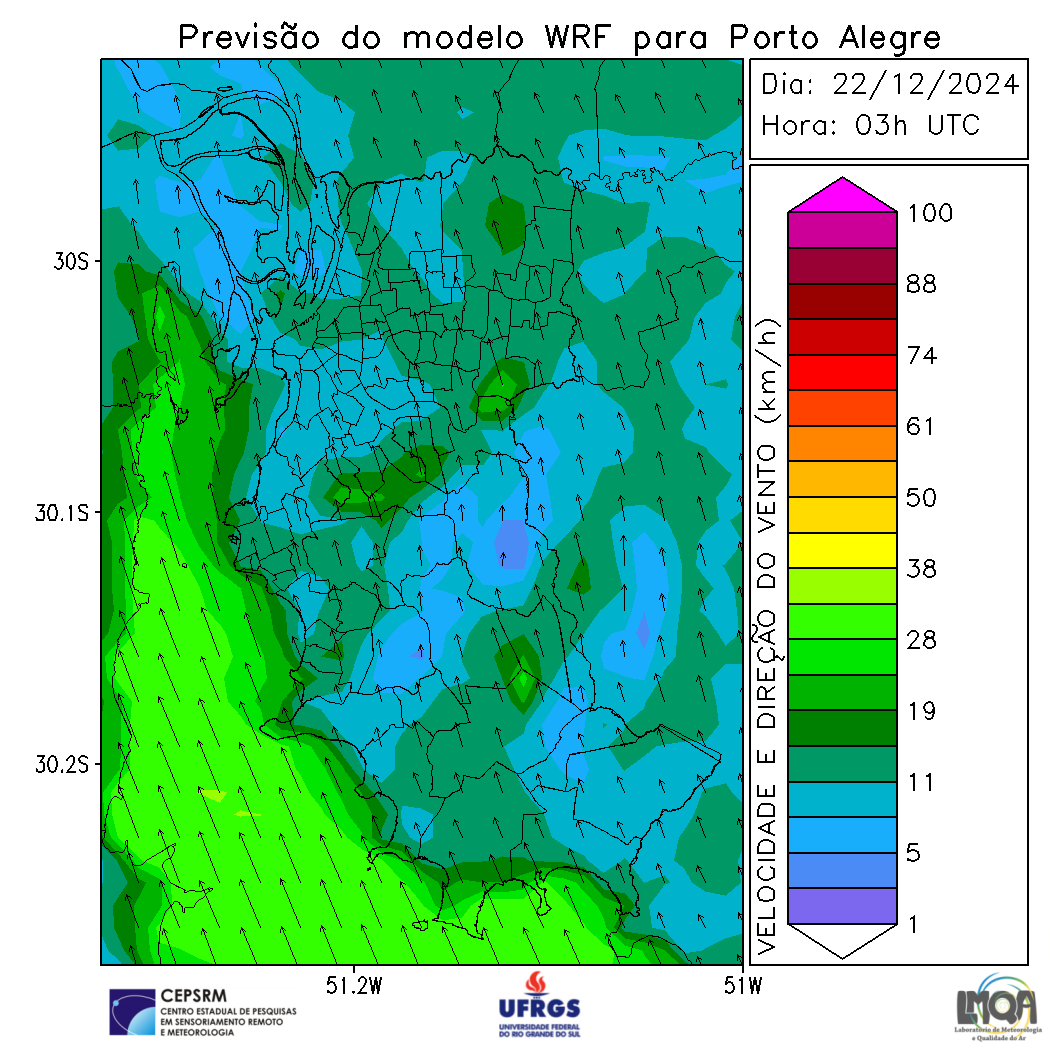 Previsão do modelo WRF para Porto Alegre
Dia: 22/12/2024
Hora: 03h UTC
30S
30.1S
30.2S
51.2W
51W
VELOCIDADE E DIREÇÃO DO VENTO (km/h)
100
88
74
61
50
38
28
19
11
5
1
CEPSRM
CENTRO ESTADUAL DE PESQUISAS
EM SENSORIAMENTO REMOTO
E METEOROLOGIA
UFRGS
UNIVERSIDADE FEDERAL
DO RIO GRANDE DO SUL
LMQA
Laboratório de Meteorologia
e Qualidade do Ar